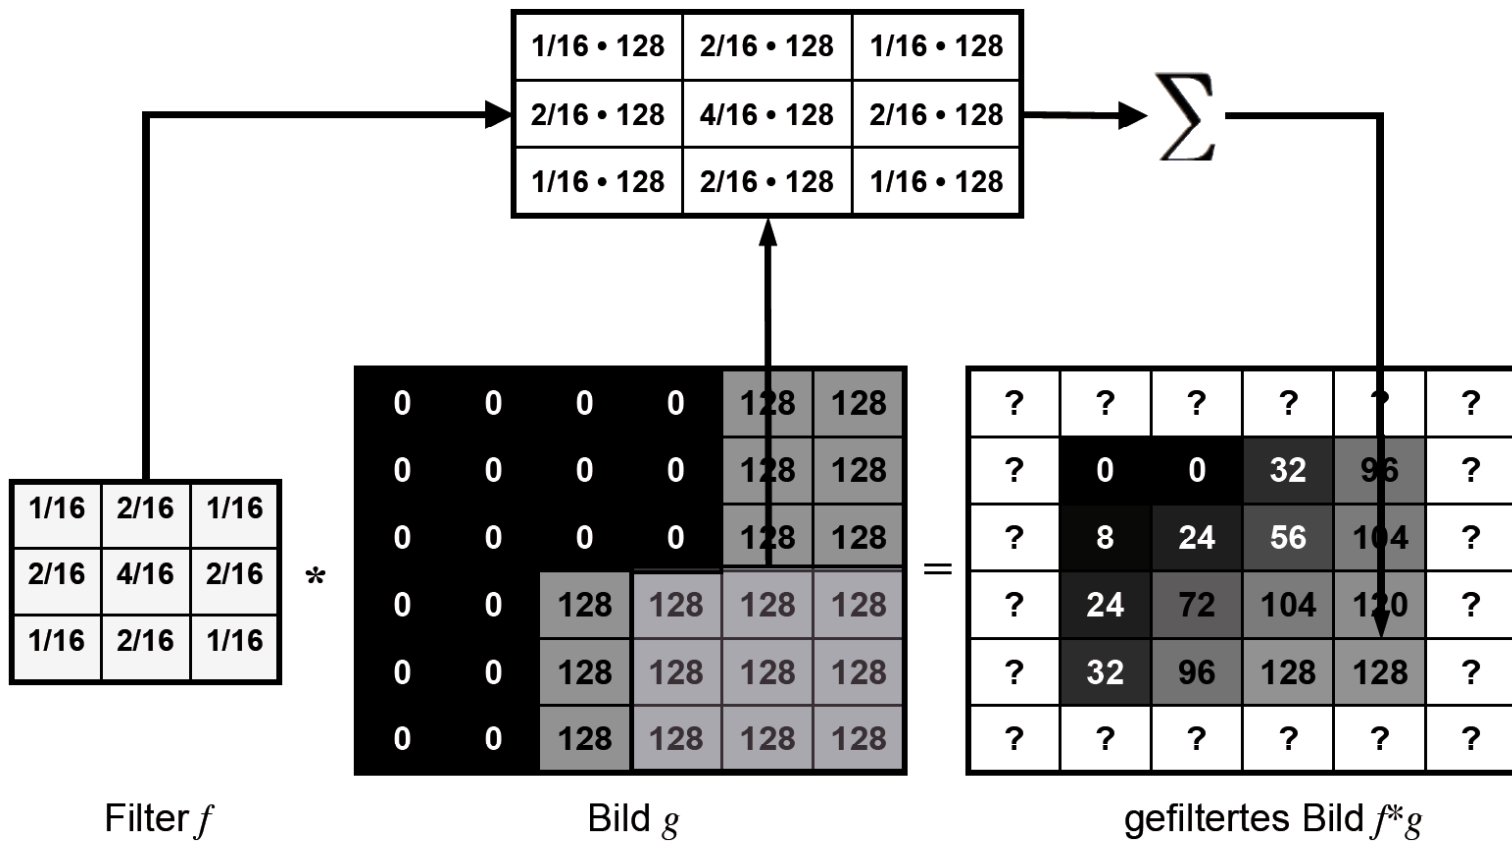 1/16 • 128 2/16 • 128 1/16 • 128
2/16 • 128 4/16 • 128 2/16 • 128
1/16 • 128 2/16 • 128 1/16 • 128
∑
1/16 2/16 1/16
2/16 4/16 2/16
1/16 2/16 1/16
*
0 0 0 0 128 128
0 0 0 0 128 128
0 0 0 0 128 128
0 0 128 128 128 128
0 0 128 128 128 128
0 0 128 128 128 128
=
? ? ? ? ? ?
? 0 0 32 96 ?
? 8 24 56 104 ?
? 24 72 104 120 ?
? 32 96 128 128 ?
? ? ? ? ? ?
Filter f
Bild g
gefiltertes Bild f*g